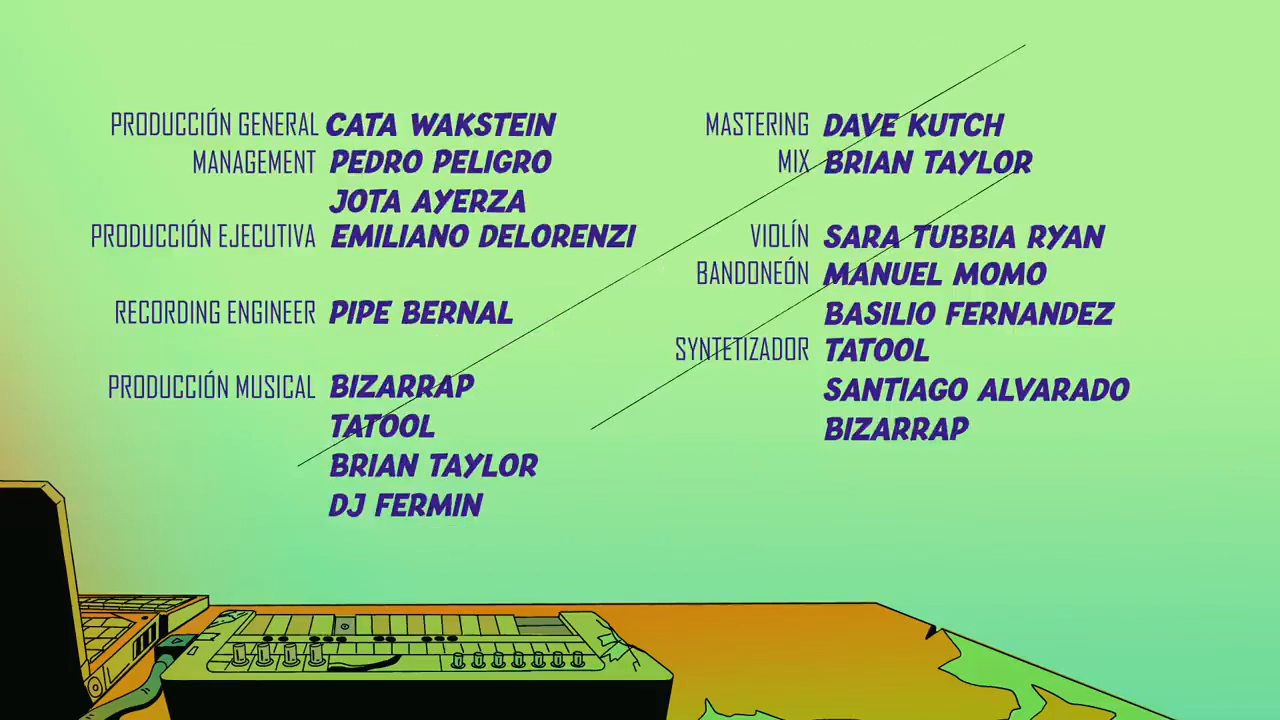 PRODUCCIÓN GENERAL CATA WAKSTEIN
MANAGEMENT PEDRO PELIGRO
JOTA AYERZA
PRODUCCIÓN EJECUTIVA EMILIANO DELORENZI
RECORDING ENGINEER PIPE BERNAL
PRODUCCIÓN MUSICAL BIZARRAP
TATOOL
BRIAN TAYLOR
DJ FERMIN
MASTERING DAVE KUTCH
MIX BRIAN TAYLOR
VIOLÍN SARA TUBBIA RYAN
BANDONEÓN MANUEL MOMO
BASILIO FERNANDEZ
SYNTETIZADOR TATOOL
SANTIAGO ALVARADO
BIZARRAP